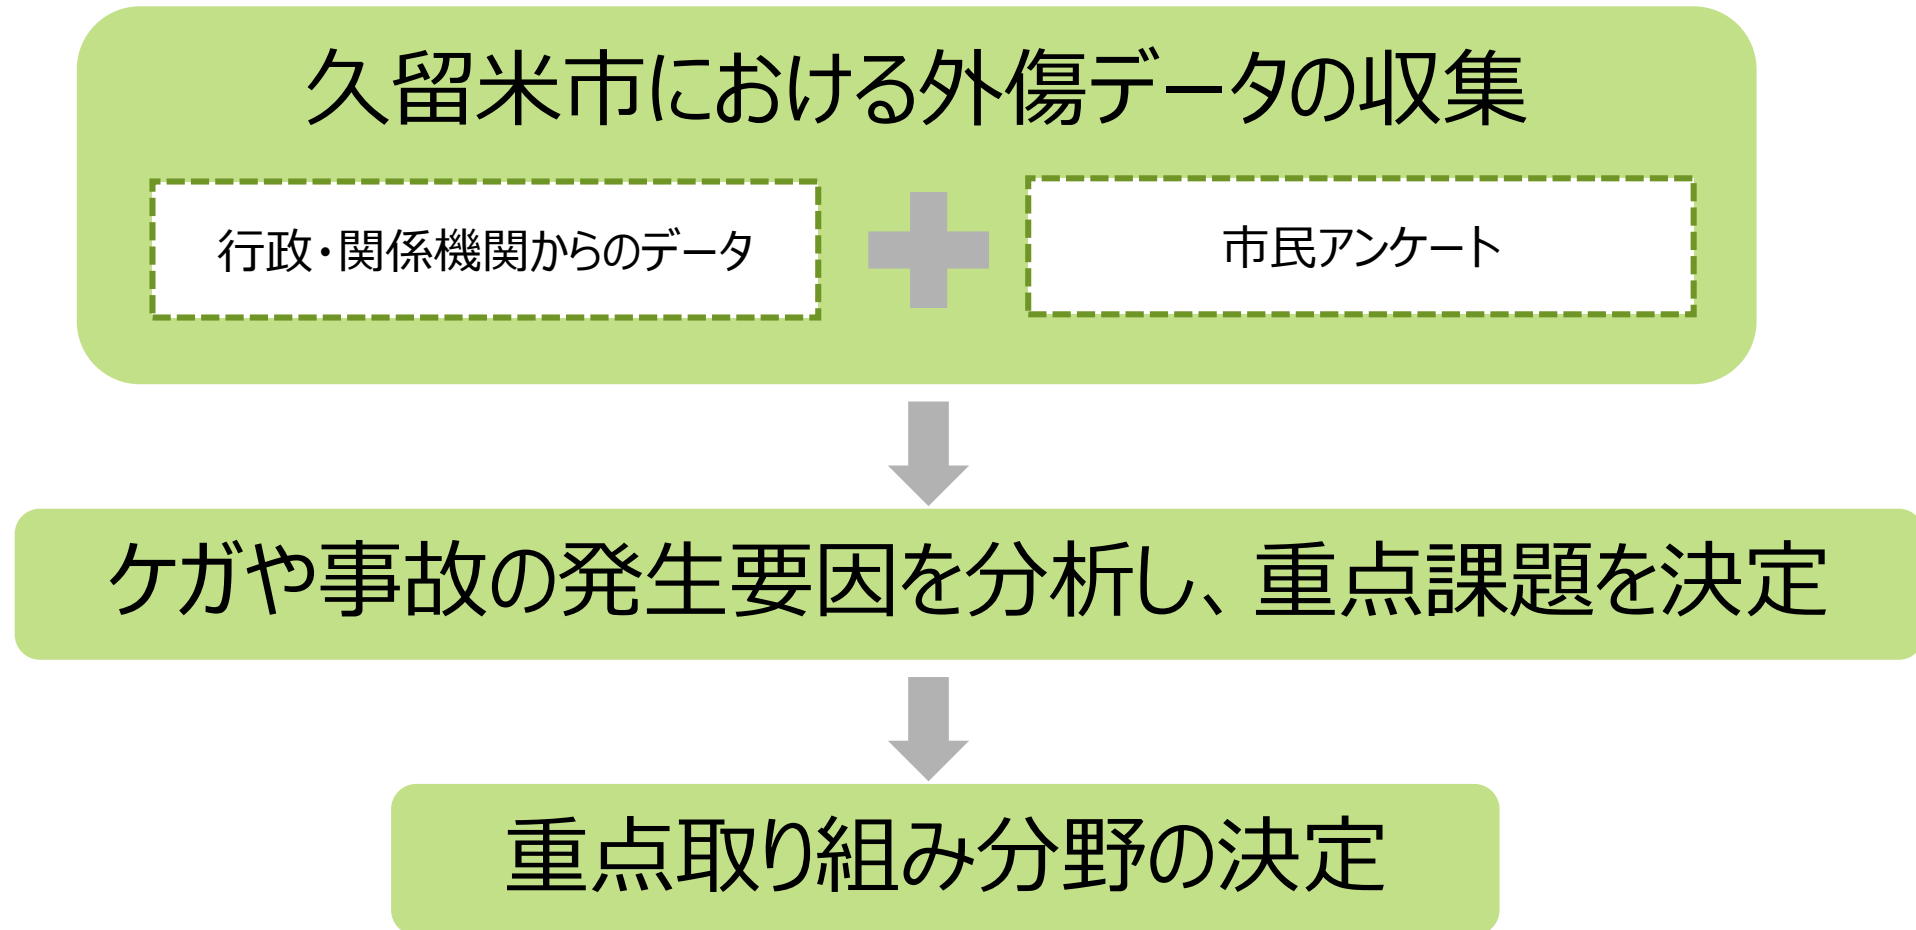 久留米市における外傷データの収集
行政・関係機関からのデータ
市民アンケート
ケガや事故の発生要因を分析し、重点課題を決定
重点取り組み分野の決定